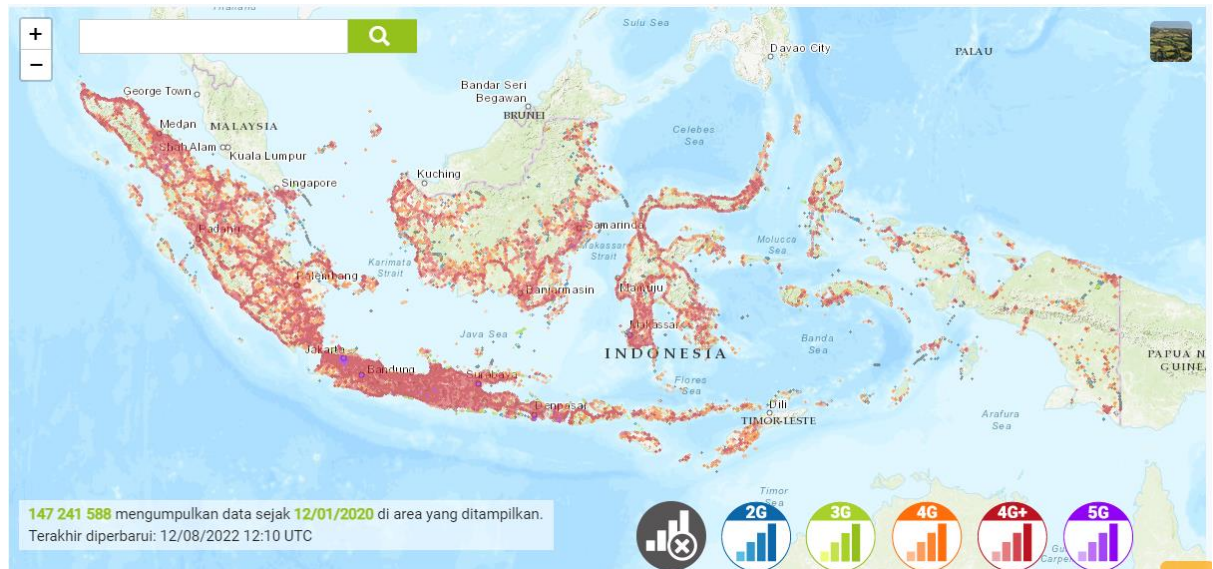 +
−
Sulu Sea
Davao City
PALAU
George Town
Bandar Seri
Begawan
BRUNEI
Medan
MALAYSIA
Celebes
Sea
Shah Alam
Kuala Lumpur
Kuching
Singapore
Samarinda
Padang
Makassar
Strait
Molucca
Sea
Karimata
Strait
Palembang
Banjarmasin
Mamuju
Makassar
Java Sea
INDONESIA
Banda
Sea
Jakarta
Bandung
Surabaya
PAPUA N
GUINE
Flores
Sea
Denpasar
Dili
TIMOR-LESTE
Arafura
Sea
Timor
Sea
147 241 588 mengumpulkan data sejak 12/01/2020 di area yang ditampilkan.
Terakhir diperbarui: 12/08/2022 12:10 UTC
2G
3G
4G
4G+
5G